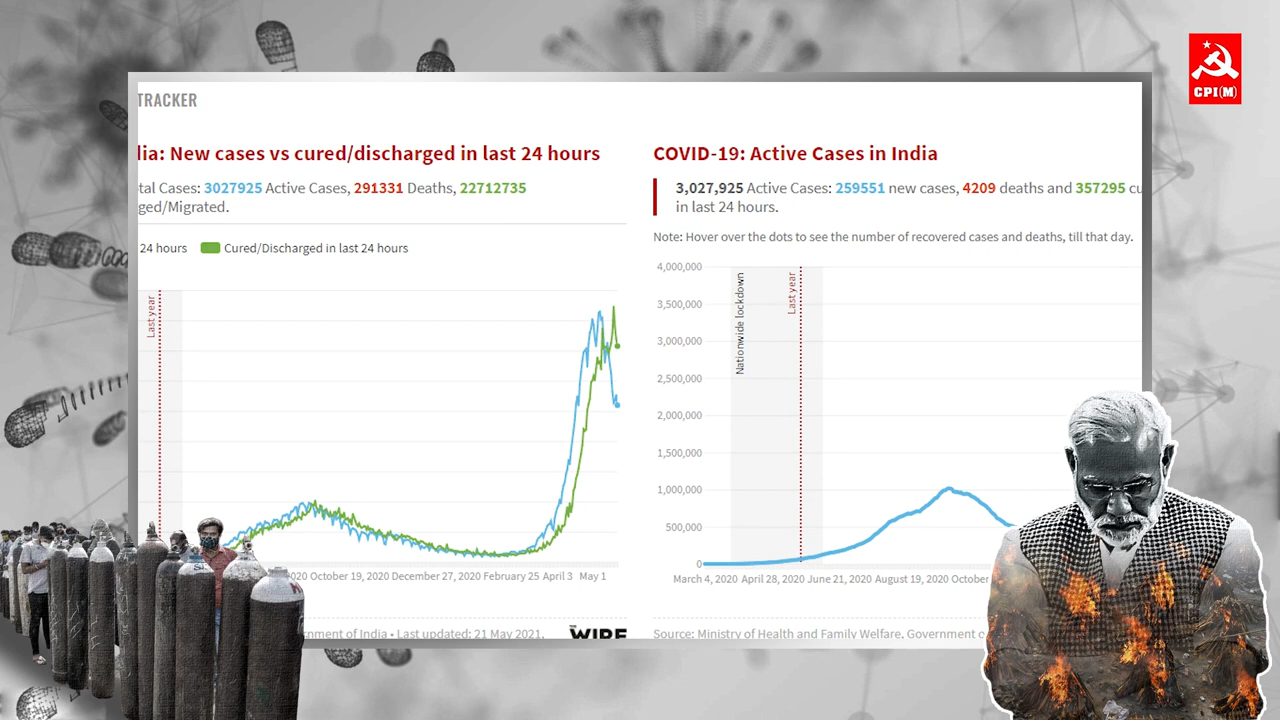 CPI(M)
TRACKER
dia: New cases vs cured/discharged in last 24 hours
tal Cases: 3027925 Active Cases, 291331 Deaths, 22712735
ged/Migrated.
24 hours
Cured/Discharged in last 24 hours
Last year
020 October 19, 2020 December 27, 2020 February 25 April 3 May 1
nment of India • Last updated: 21 May 2021,
THE WIRE
COVID-19: Active Cases in India
3,027,925 Active Cases: 259551 new cases, 4209 deaths and 357295 cu
in last 24 hours.
Note: Hover over the dots to see the number of recovered cases and deaths, till that day.
4,000,000
3,500,000
3,000,000
2,500,000
2,000,000
1,500,000
1,000,000
500,000
0
Nationwide lockdown
Last year
March 4, 2020 April 28, 2020 June 21, 2020 August 19, 2020 October
Source: Ministry of Health and Family Welfare, Government o